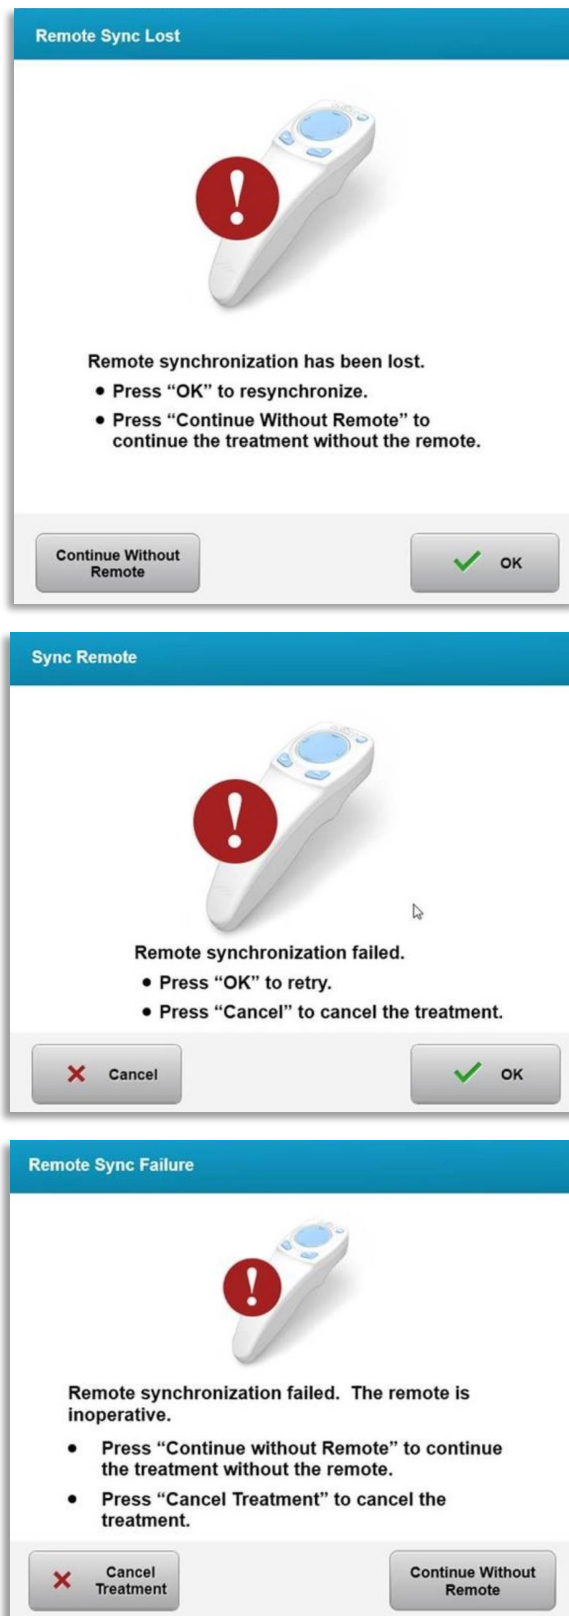 Remote Sync Lost
Remote synchronization has been lost.
• Press “OK” to resynchronize.
• Press “Continue Without Remote” to
continue the treatment without the remote.
Continue Without
Remote
OK
Sync Remote
Remote synchronization failed.
• Press “OK” to retry.
• Press “Cancel” to cancel the treatment.
Cancel
OK
Remote Sync Failure
Remote synchronization failed.  The remote is
inoperative.
• Press “Continue without Remote” to continue
the treatment without the remote.
• Press “Cancel Treatment” to cancel the
treatment.
Cancel
Treatment
Continue Without
Remote